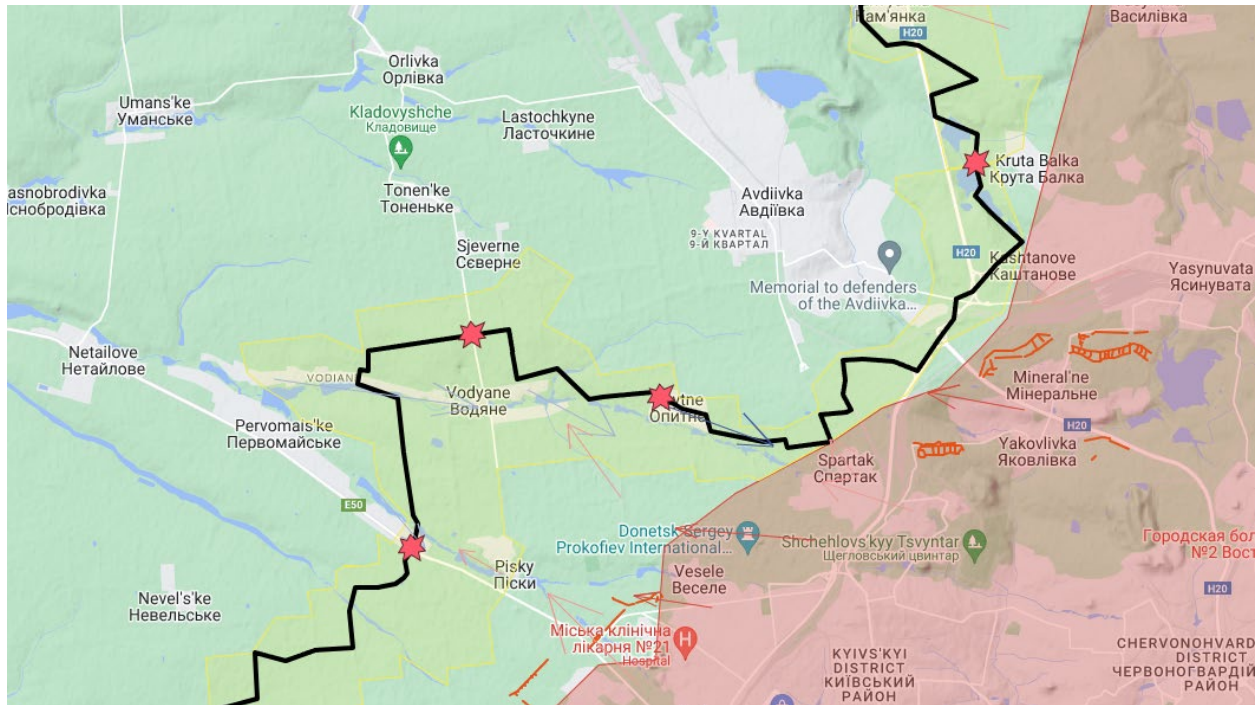 Кам'янка
Василівка
H20
Orlivka
Орлівка
Uman's'ke
Уманське
Kladovyshche
Кладовище
Lastochkyne
Ласточкине
Kruta Balka
Крута Балка
asnobrodivka
Tonen'ke
Тоненьке
Avdiivka
Авдіївка
9-Y KVARTAL
9-Й КВАРТАЛ
Sjeverne
Сєверне
H20
Kashtanove
Каштанове
Memorial to defenders
of the Avdiivka...
Yasynuvata
Ясинувата
Netailove
Нетайлове
VODIAN
Vodyane
Водяне
Опитне
Mineral'ne
Мінеральне
Pervomais'ke
Первомайське
H20
Yakovlivka
Яковлівка
Spartak
Спартак
E50
Donetsk Sergey
Prokofiev International...
Shchehlovs'kyy Tsvyntar
Щегловський цвинтар
Городская бол
№2 Вост
Pisky
Піски
Vesele
Веселе
Nevel's'ke
Невельське
H20
Міська клінічна
лікарня №21
Hospital
H
KYIVS'KYI
DISTRICT
КИЇВСЬКИЙ
РАЙОН
CHERVONOHVARD
DISTRICT
ЧЕРВОНОГВАРДІЙ
РАЙОН